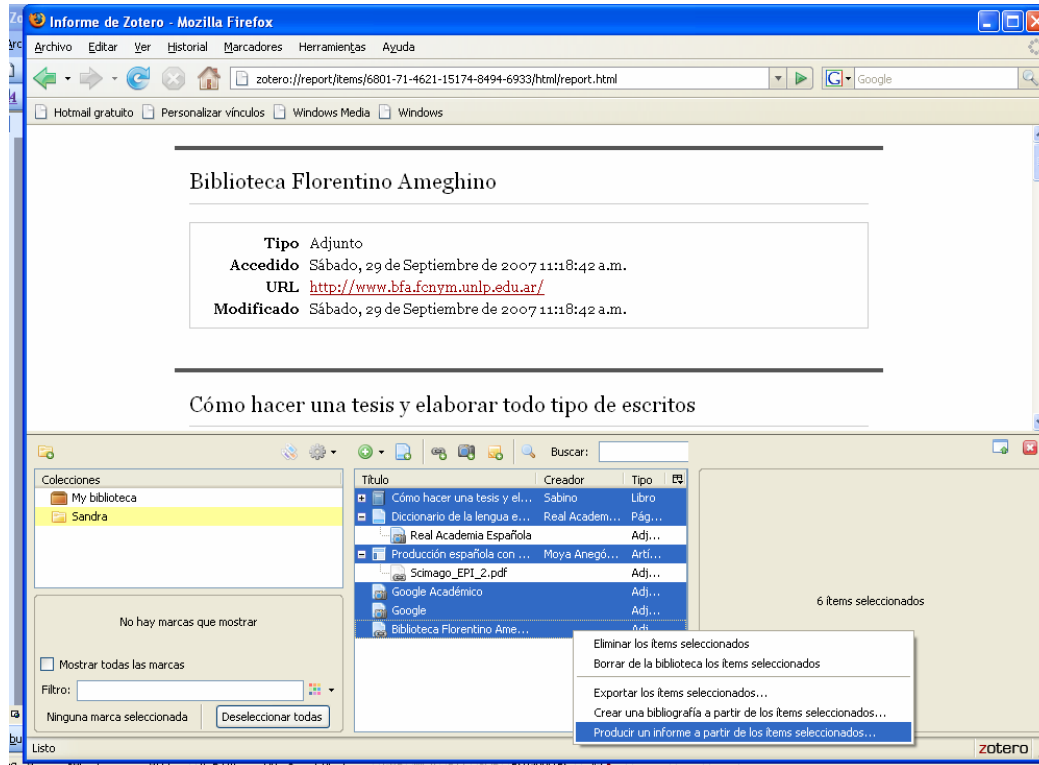 Informe de Zotero - Mozilla Firefox
Archivo Editar Ver Historial Marcadores Herramientas Ayuda
zotero://report/items/6801-71-4621-15174-8494-6933/html/report.html
G Google
Hotmail gratuito Personalizar vínculos Windows Media Windows
Biblioteca Florentino Ameghino
Tipo Adjunto
Accedido Sábado, 29 de Septiembre de 2007 11:18:42 a.m.
URL http://www.bfa.fcnym.unlp.edu.ar/
Modificado Sábado, 29 de Septiembre de 2007 11:18:42 a.m.
Cómo hacer una tesis y elaborar todo tipo de escritos
Buscar:
Colecciones
My biblioteca
Sandra
No hay marcas que mostrar
Mostrar todas las marcas
Filtro:
Ninguna marca seleccionada Deseleccionar todas
Título Creador Tipo
Cómo hacer una tesis y el... Sabino Libro
Diccionario de la lengua e... Real Academ... Pág...
Real Academia Española Adj...
Producción española con ... Moya Anegó... Artí...
Scimago_EPI_2.pdf Adj...
Google Académico Adj...
Google Adj...
Biblioteca Florentino Ame... Adj...
6 ítems seleccionados
Eliminar los ítems seleccionados
Borrar de la biblioteca los ítems seleccionados
Exportar los ítems seleccionados...
Crear una bibliografía a partir de los ítems seleccionados...
Producir un informe a partir de los ítems seleccionados...
Listo
zotero